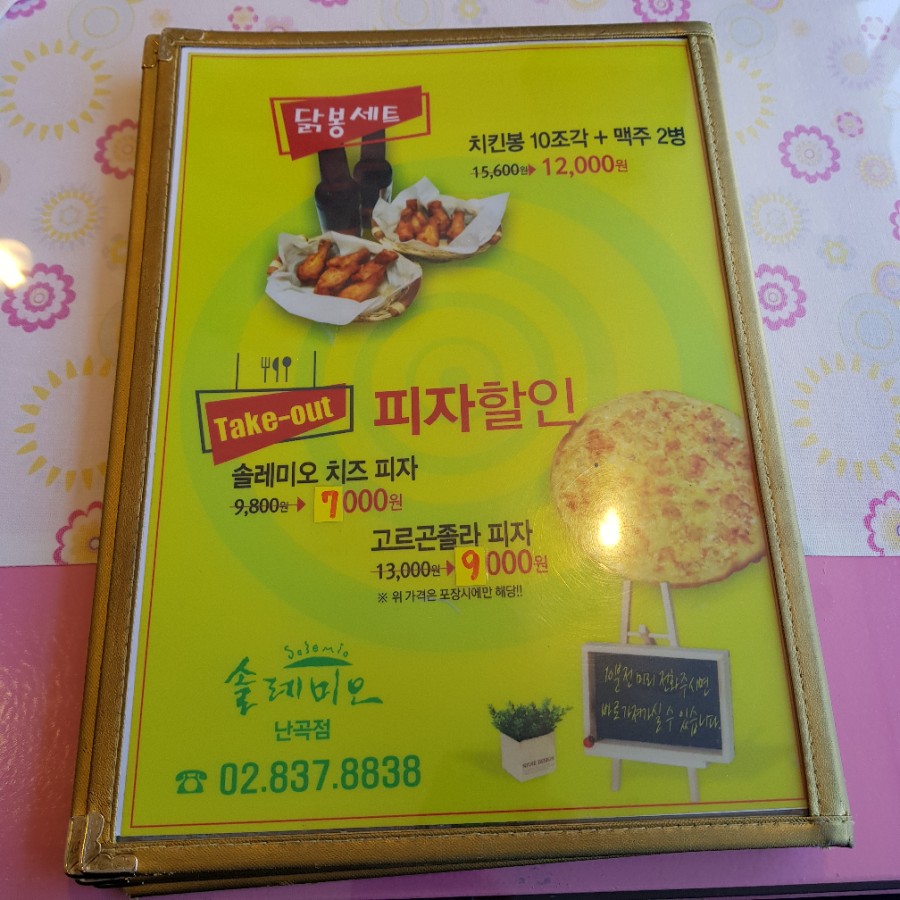 닭봉세트
치킨봉 10조각 + 맥주 2병
15,600원 12,000원
Take-out 피자할인
솔레미오 치즈 피자
9,800원 7000원
고르곤졸라 피자
13,000원 9000원
※ 위 가격은 포장시에만 해당!!
Solemio
솔레미오
난곡점
02.837.8838
미리 전화주시면
바로 가져가실 수 있습니다.